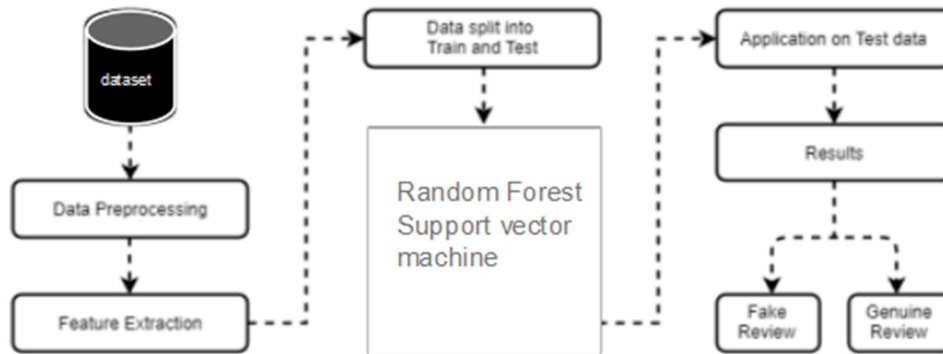 dataset
Data Preprocessing
Feature Extraction
Data split into
Train and Test
Random Forest
Support vector
machine
Application on Test data
Results
Fake
Review
Genuine
Review